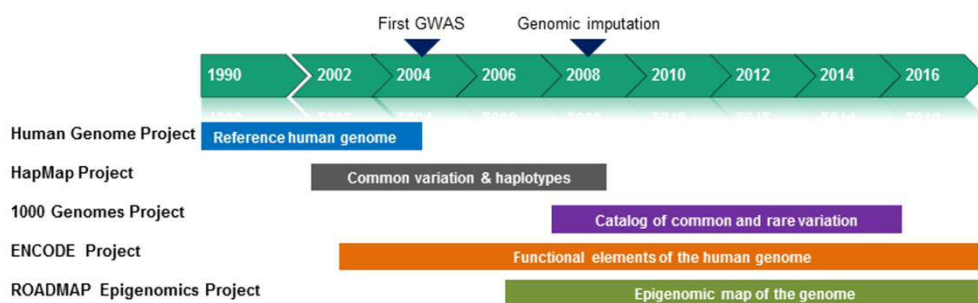 First GWAS Genomic imputation
1990 2002 2004 2006 2008 2010 2012 2014 2016
Human Genome Project Reference human genome
HapMap Project Common variation & haplotypes
1000 Genomes Project Catalog of common and rare variation
ENCODE Project Functional elements of the human genome
ROADMAP Epigenomics Project Epigenomic map of the genome